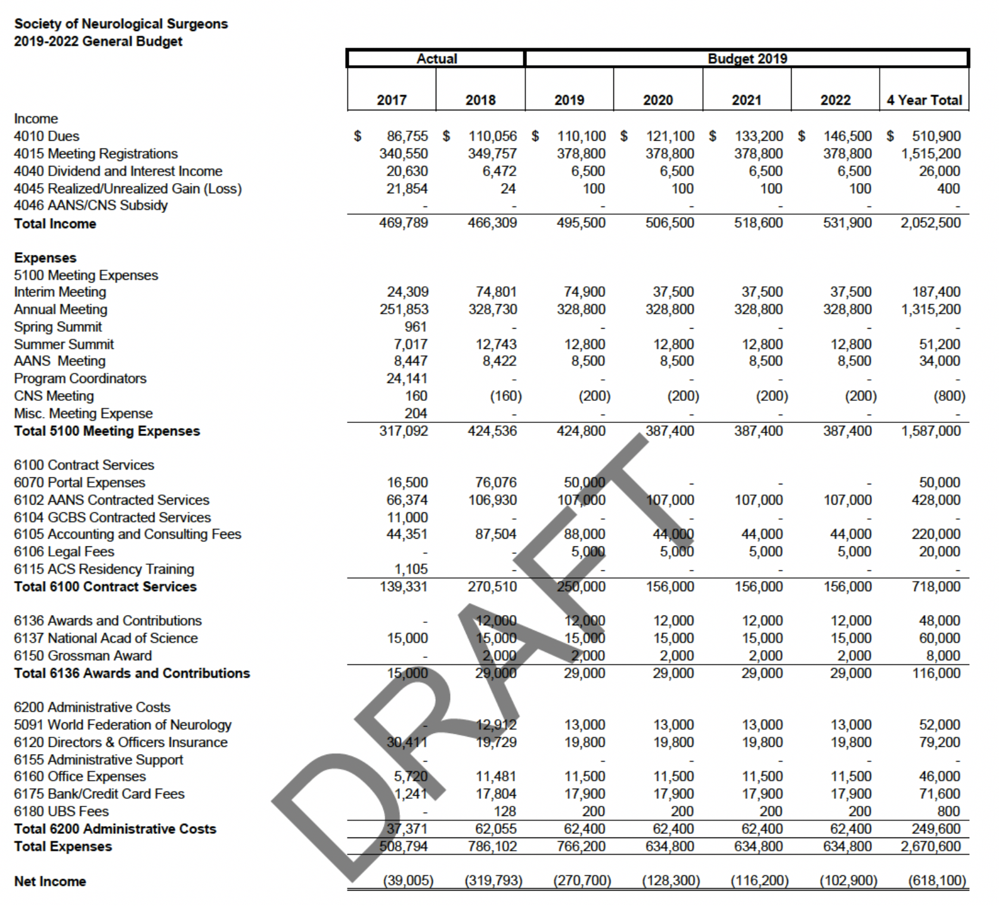 Society of Neurological Surgeons
2019-2022 General Budget
Actual Budget 2019
2017 2018 2019 2020 2021 2022 4 Year Total
Income
4010 Dues $ 86,755 $ 110,056 $ 110,100 $ 121,100 $ 133,200 $ 146,500 $ 510,900
4015 Meeting Registrations 340,550 349,757 378,800 378,800 378,800 378,800 1,515,200
4040 Dividend and Interest Income 20,630 6,472 6,500 6,500 6,500 6,500 26,000
4045 Realized/Unrealized Gain (Loss) 21,854 24 100 100 100 100 400
4046 AANS/CNS Subsidy - - - - - - -
Total Income 469,789 466,309 495,500 506,500 518,600 531,900 2,052,500
Expenses
5100 Meeting Expenses
Interim Meeting 24,309 74,801 74,900 37,500 37,500 37,500 187,400
Annual Meeting 251,853 328,730 328,800 328,800 328,800 328,800 1,315,200
Spring Summit 961 - - - - - -
Summer Summit 7,017 12,743 12,800 12,800 12,800 12,800 51,200
AANS Meeting 8,447 8,422 8,500 8,500 8,500 8,500 34,000
Program Coordinators 24,141 - - - - - -
CNS Meeting 160 (160) (200) (200) (200) (200) (800)
Misc. Meeting Expense 204 - - - - - -
Total 5100 Meeting Expenses 317,092 424,536 424,800 387,400 387,400 387,400 1,587,000
6100 Contract Services
6070 Portal Expenses 16,500 76,076 50,000 - - - 50,000
6102 AANS Contracted Services 66,374 106,930 107,000 107,000 107,000 107,000 428,000
6104 GCBS Contracted Services 11,000 - - - - - -
6105 Accounting and Consulting Fees 44,351 87,504 88,000 44,000 44,000 44,000 220,000
6106 Legal Fees - - 5,000 5,000 5,000 5,000 20,000
6115 ACS Residency Training 1,105 - - - - - -
Total 6100 Contract Services 139,331 270,510 250,000 156,000 156,000 156,000 718,000
6136 Awards and Contributions - 12,000 12,000 12,000 12,000 12,000 48,000
6137 National Acad of Science 15,000 15,000 15,000 15,000 15,000 15,000 60,000
6150 Grossman Award - 2,000 2,000 2,000 2,000 2,000 8,000
Total 6136 Awards and Contributions 15,000 29,000 29,000 29,000 29,000 29,000 116,000
6200 Administrative Costs
5091 World Federation of Neurology - 12,912 13,000 13,000 13,000 13,000 52,000
6120 Directors & Officers Insurance 30,411 19,729 19,800 19,800 19,800 19,800 79,200
6155 Administrative Support - - - - - -
6160 Office Expenses 5,720 11,481 11,500 11,500 11,500 11,500 46,000
6175 Bank/Credit Card Fees 1,241 17,804 17,900 17,900 17,900 17,900 71,600
6180 UBS Fees - 128 200 200 200 200 800
Total 6200 Administrative Costs 37,371 62,055 62,400 62,400 62,400 62,400 249,600
Total Expenses 508,794 786,102 766,200 634,800 634,800 634,800 2,670,600
Net Income (39,005) (319,793) (270,700) (128,300) (116,200) (102,900) (618,100)
DRAFT